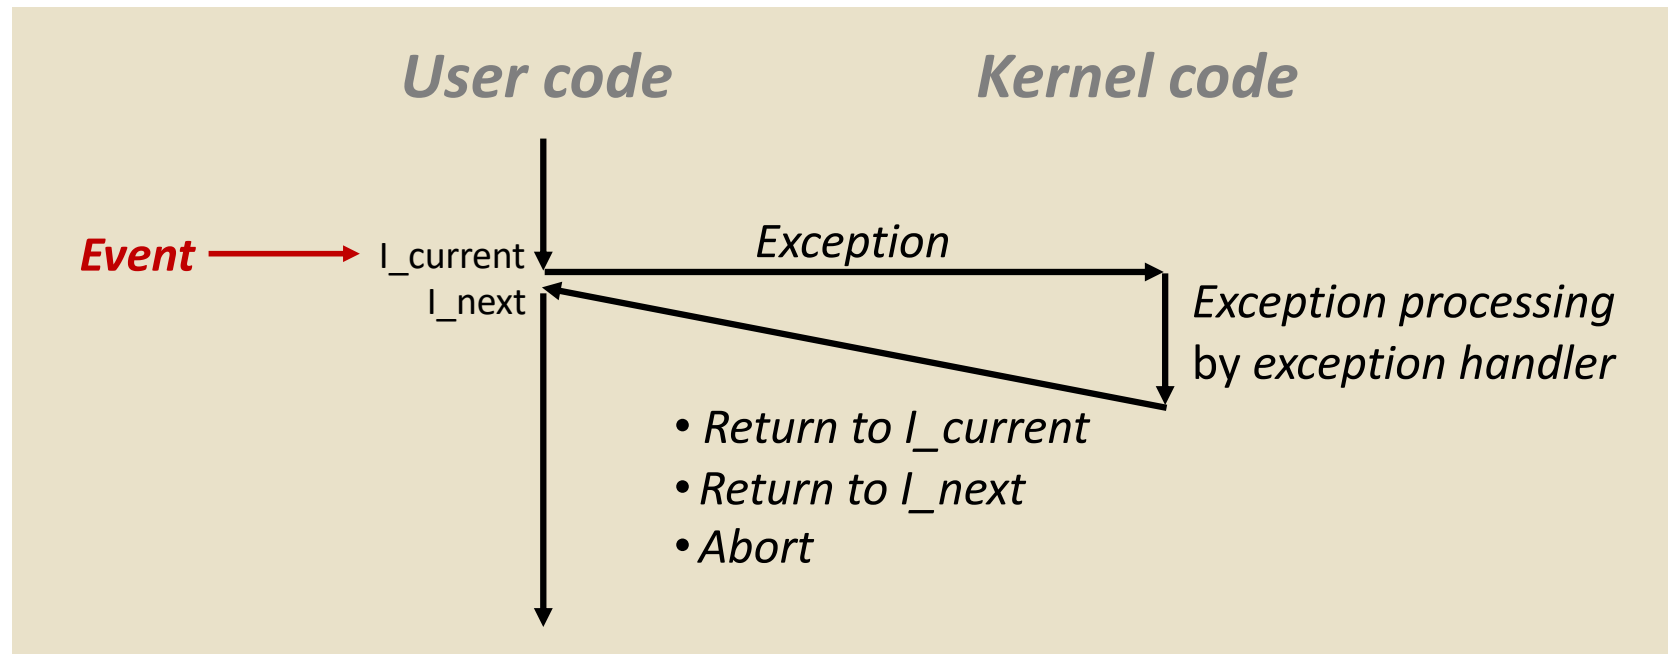 User code
Kernel code
Event
I_current
Exception
I_next
Exception processing
by exception handler
• Return to I_current
• Return to I_next
• Abort